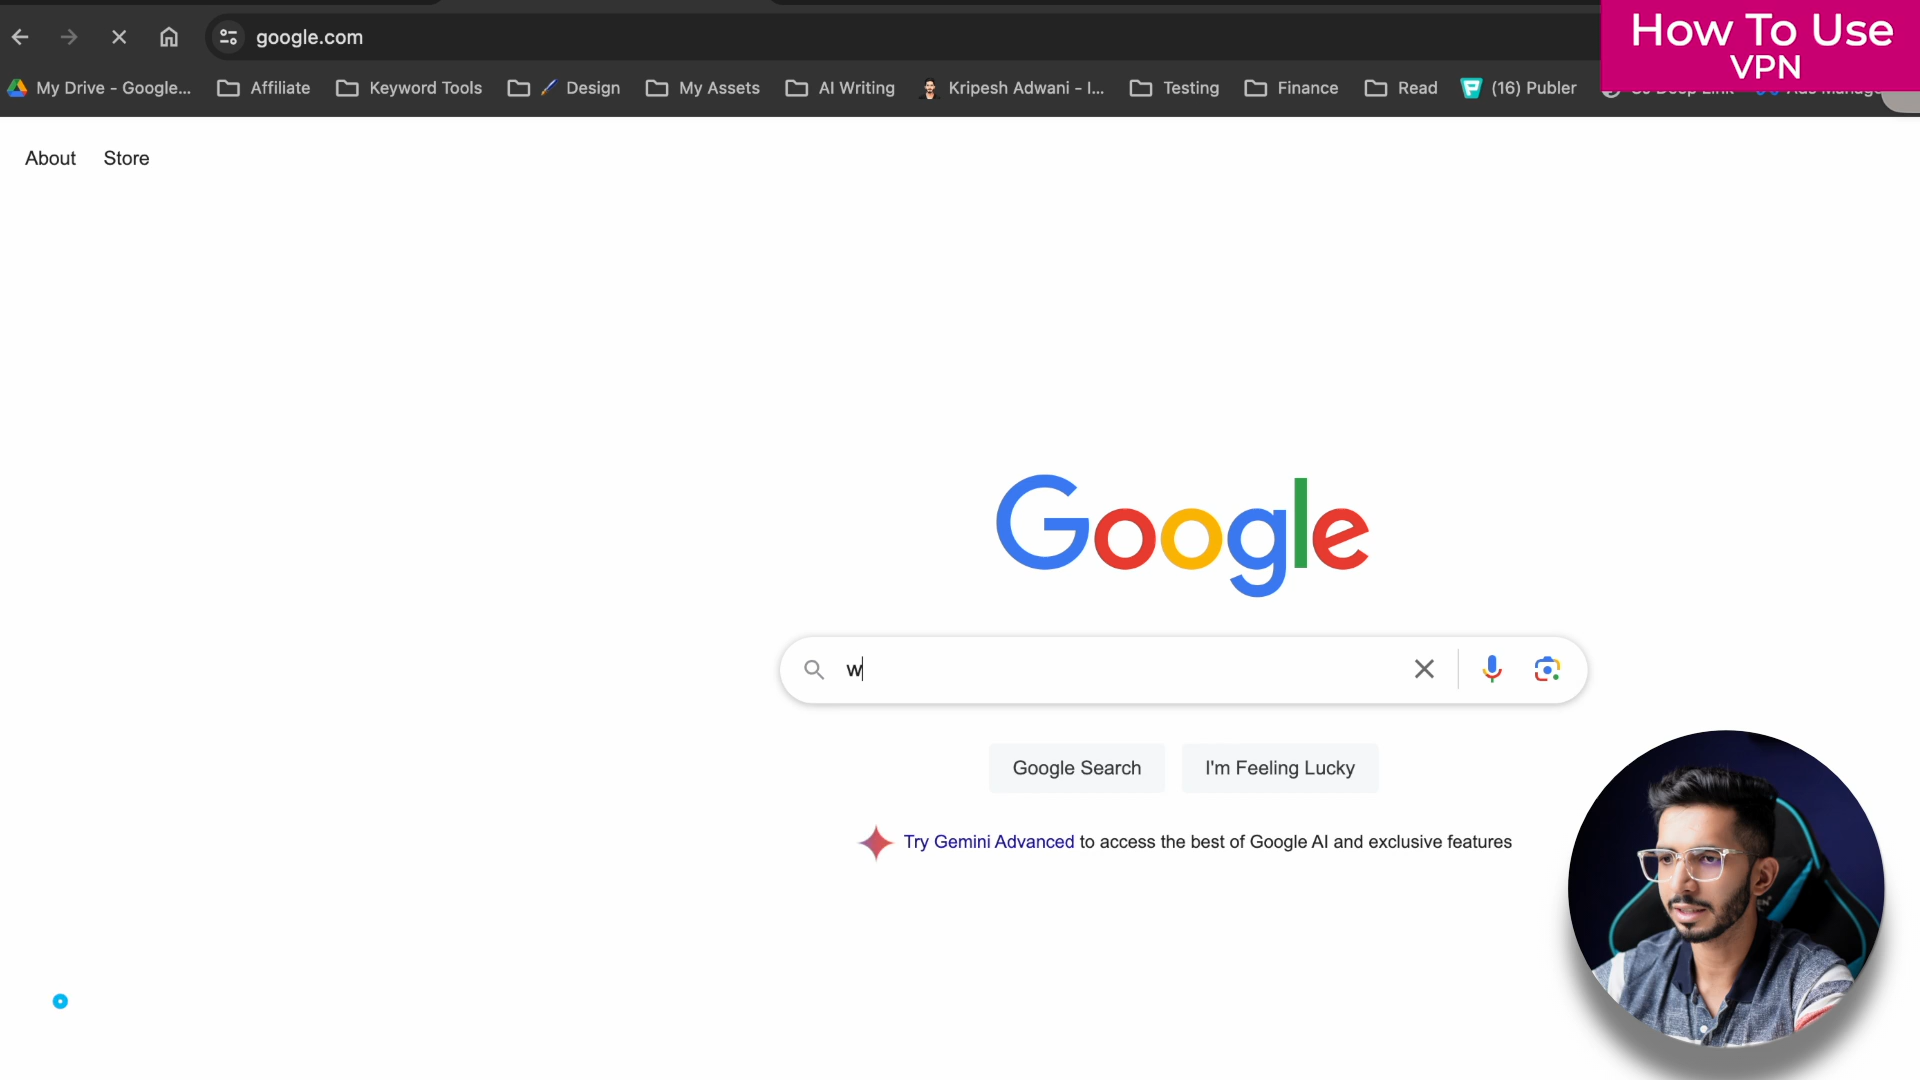 google.com
How To Use
VPN
My Drive - Google... Affiliate Keyword Tools Design My Assets AI Writing Kripesh Adwani - I... Testing Finance Read (16) Publer
About Store
Google
w
Google Search I'm Feeling Lucky
Try Gemini Advanced to access the best of Google AI and exclusive features